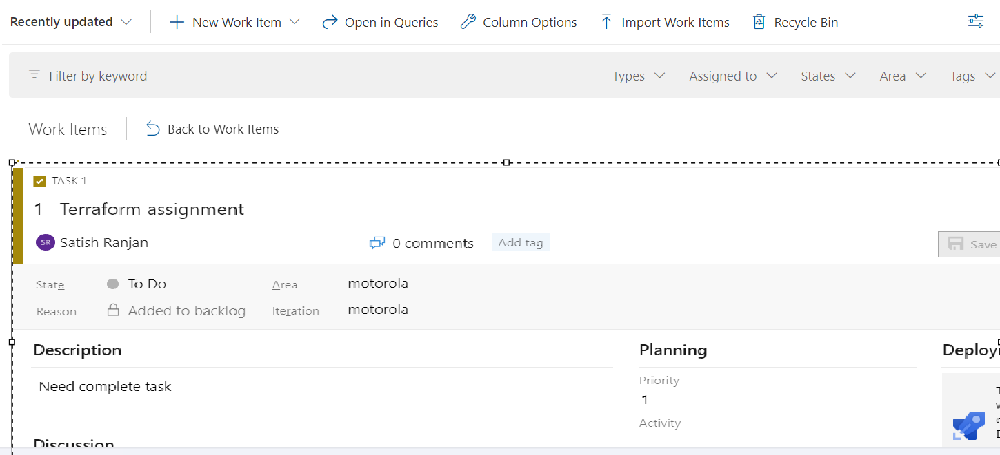 Recently updated New Work Item Open in Queries Column Options Import Work Items Recycle Bin
Filter by keyword Types Assigned to States Area Tags
Work Items Back to Work Items
TASK 1
1 Terraform assignment
SR Satish Ranjan 0 comments Add tag Save
State To Do Area motorola
Reason Added to backlog Iteration motorola
Description Planning
Need complete task Priority
1
Activity
Discussion